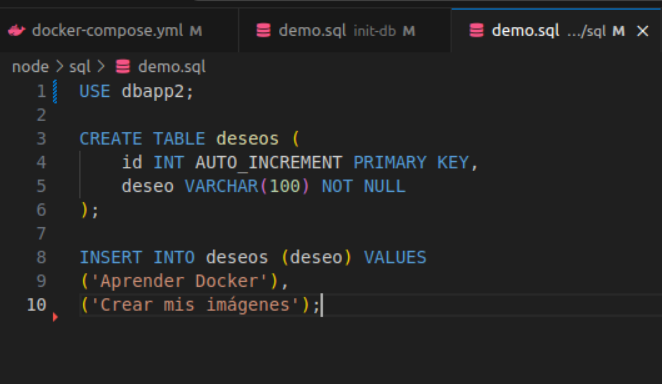 docker-compose.yml M demo.sql init-db M demo.sql .../sql M ×
node > sql > demo.sql
1 USE dbapp2;
2
3 CREATE TABLE deseos (
4     id INT AUTO_INCREMENT PRIMARY KEY,
5     deseo VARCHAR(100) NOT NULL
6 );
7
8 INSERT INTO deseos (deseo) VALUES
9 ('Aprender Docker'),
10 ('Crear mis imágenes');